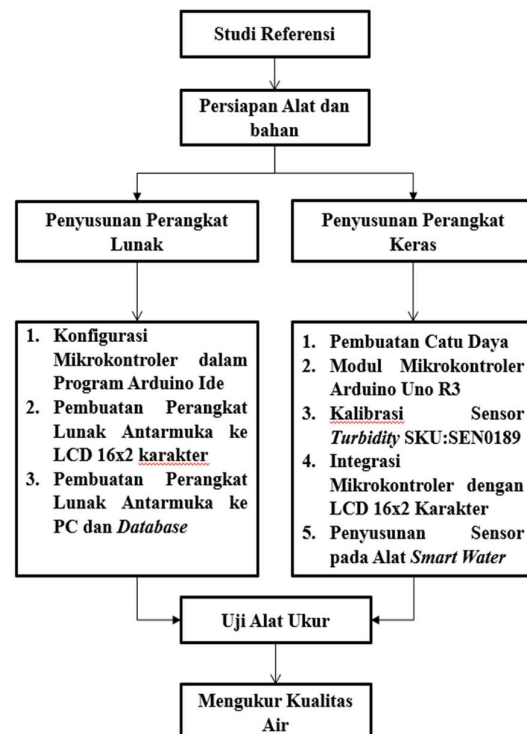 Studi Referensi
Persiapan Alat dan
bahan
Penyusunan Perangkat
Lunak
Penyusunan Perangkat
Keras
1. Konfigurasi
Mikrokontroler dalam
Program Arduino Ide
2. Pembuatan Perangkat
Lunak Antarmuka ke
LCD 16x2 karakter
3. Pembuatan Perangkat
Lunak Antarmuka ke
PC dan Database
1. Pembuatan Catu Daya
2. Modul Mikrokontroler
Arduino Uno R3
3. Kalibrasi Sensor
Turbidity SKU:SEN0189
4. Integrasi
Mikrokontroler dengan
LCD 16x2 Karakter
5. Penyusunan Sensor
pada Alat Smart Water
Uji Alat Ukur
Mengukur Kualitas
Air